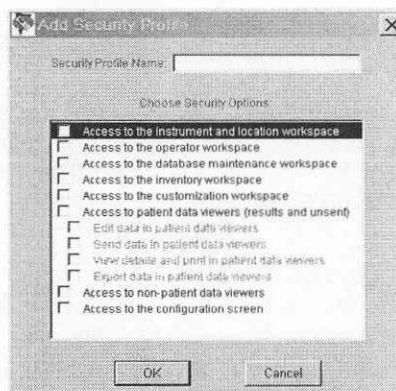 Add Security Profile
Security Profile Name:
Choose Security Options:
Access to the instrument and location workspace
Access to the operator workspace
Access to the database maintenance workspace
Access to the inventory workspace
Access to the customization workspace
Access to patient data viewers (results and unsent)
Edit data in patient data viewers
Send data in patient data viewers
View details and print in patient data viewers
Export data in patient data viewers
Access to non-patient data viewers
Access to the configuration screen
OK Cancel